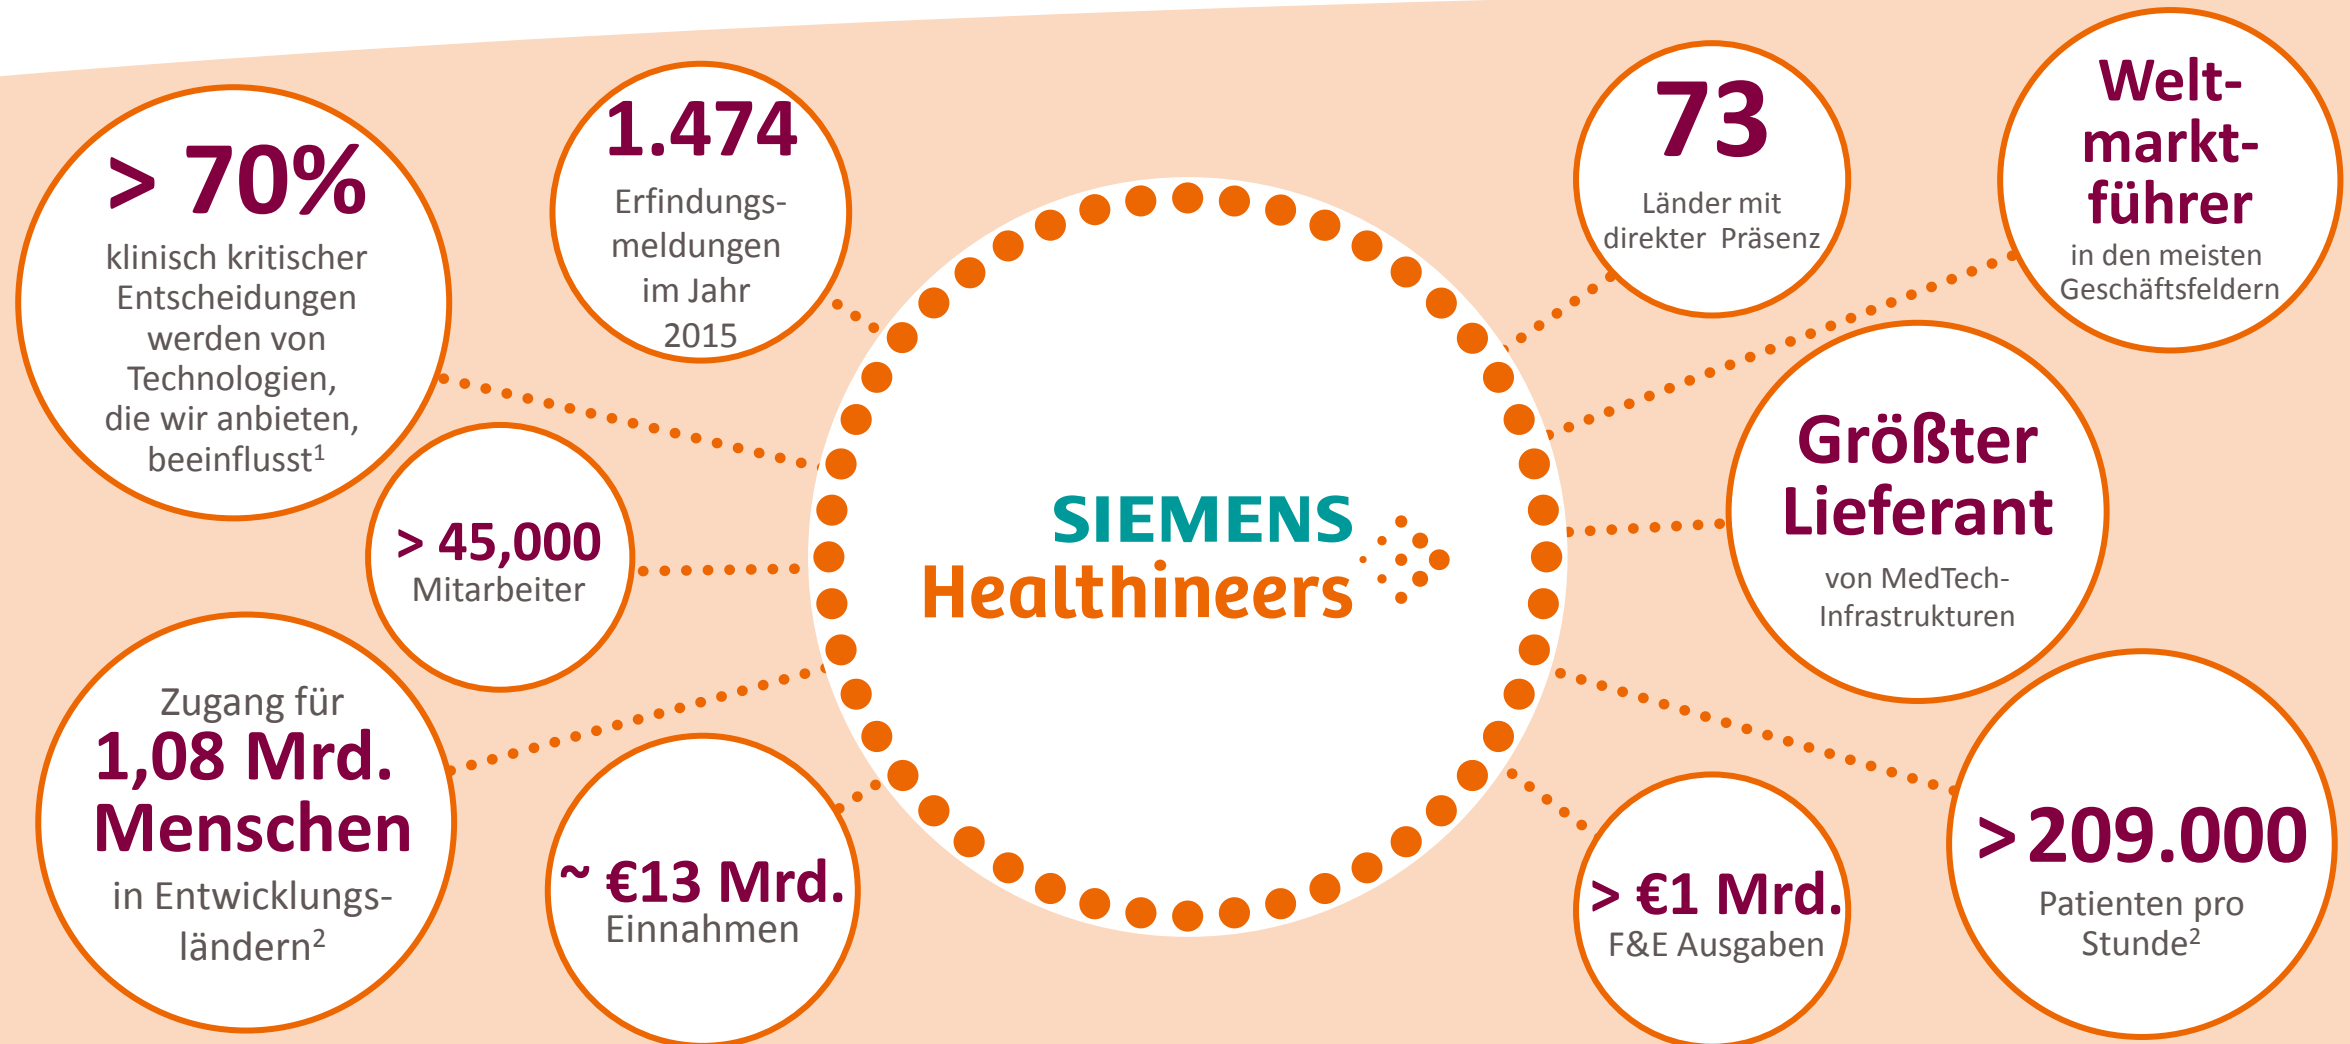 > 70%
klinisch kritischer
Entscheidungen
werden von
Technologien,
die wir anbieten,
beeinflusst¹
1.474
Erfindungs-
meldungen
im Jahr
2015
> 45,000
Mitarbeiter
Zugang für
1,08 Mrd.
Menschen
in Entwicklungs-
ländern²
~ €13 Mrd.
Einnahmen
SIEMENS
Healthineers
73
Länder mit
direkter Präsenz
Welt-
markt-
führer
in den meisten
Geschäftsfeldern
Größter
Lieferant
von MedTech-
Infrastrukturen
> €1 Mrd.
F&E Ausgaben
> 209.000
Patienten pro
Stunde²